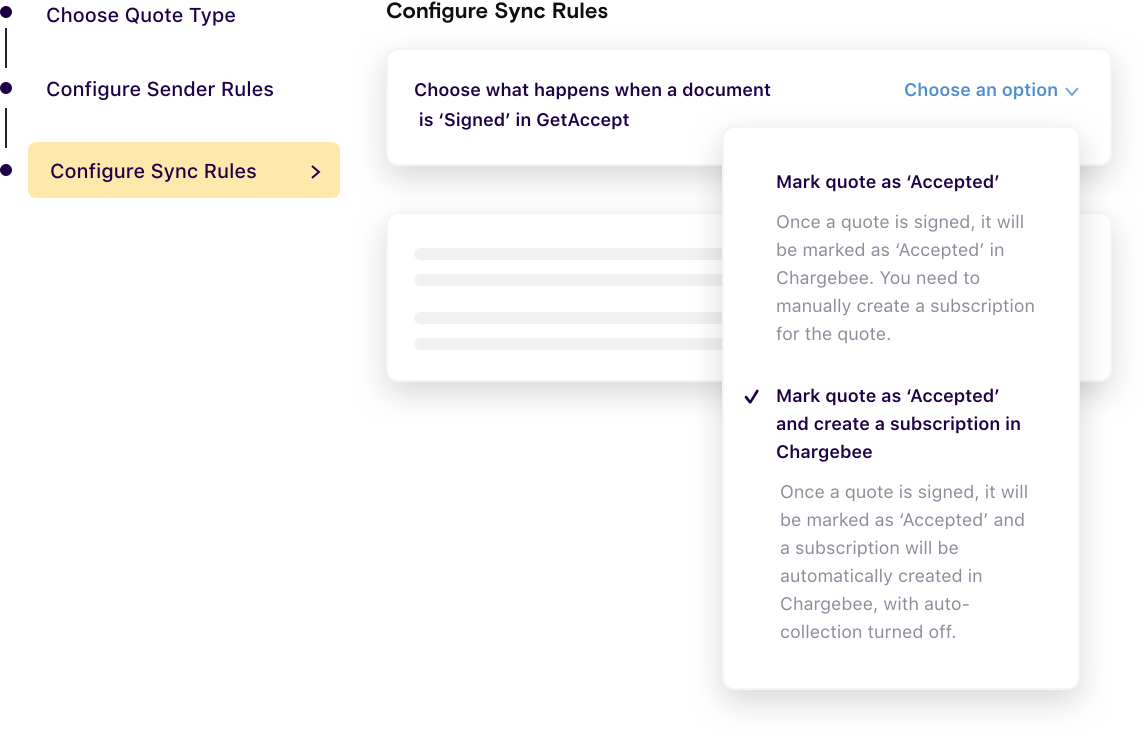 Choose Quote Type
Configure Sender Rules
Configure Sync Rules
Configure Sync Rules
Choose what happens when a document
is ‘Signed’ in GetAccept
Choose an option
Mark quote as ‘Accepted’
Once a quote is signed, it will
be marked as ‘Accepted’ in
Chargebee. You need to
manually create a subscription
for the quote.
Mark quote as ‘Accepted’
and create a subscription in
Chargebee
Once a quote is signed, it will
be marked as ‘Accepted’ and
a subscription will be
automatically created in
Chargebee, with auto-
collection turned off.